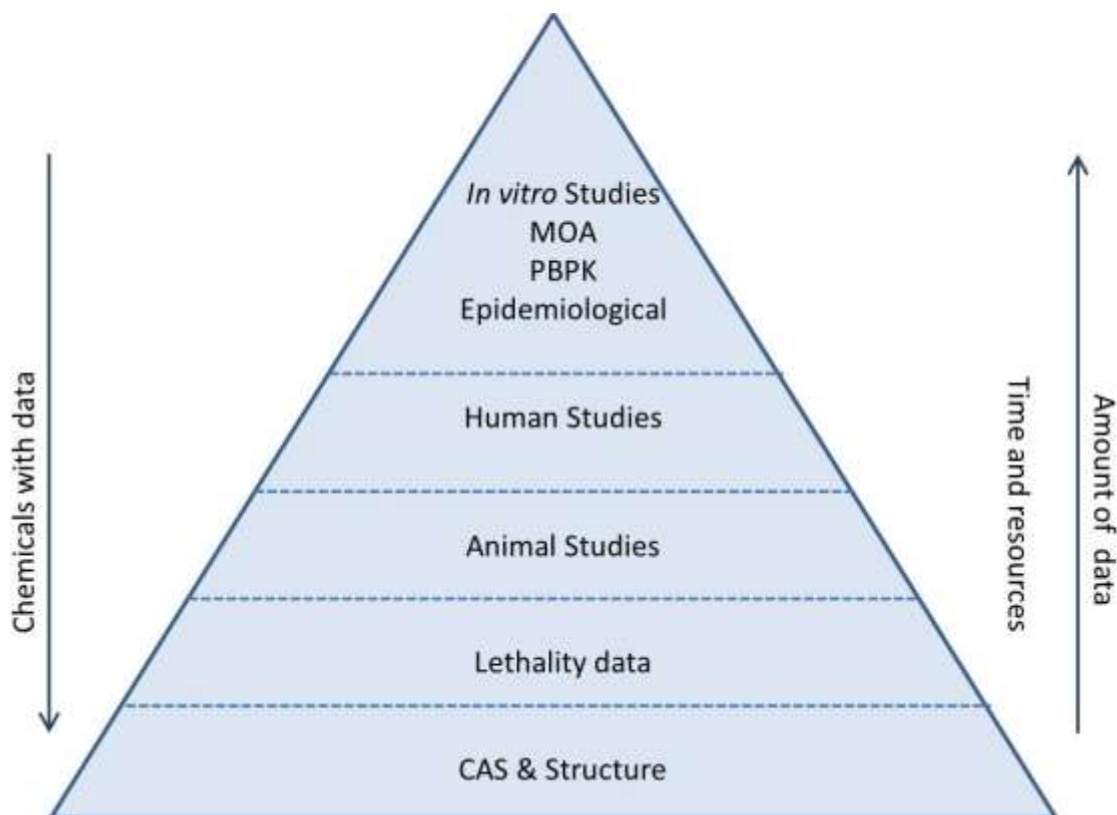 In vitro Studies
MOA
PBPK
Epidemiological
Human Studies
Animal Studies
Lethality data
CAS & Structure
Chemicals with data
Time and resources
Amount of data